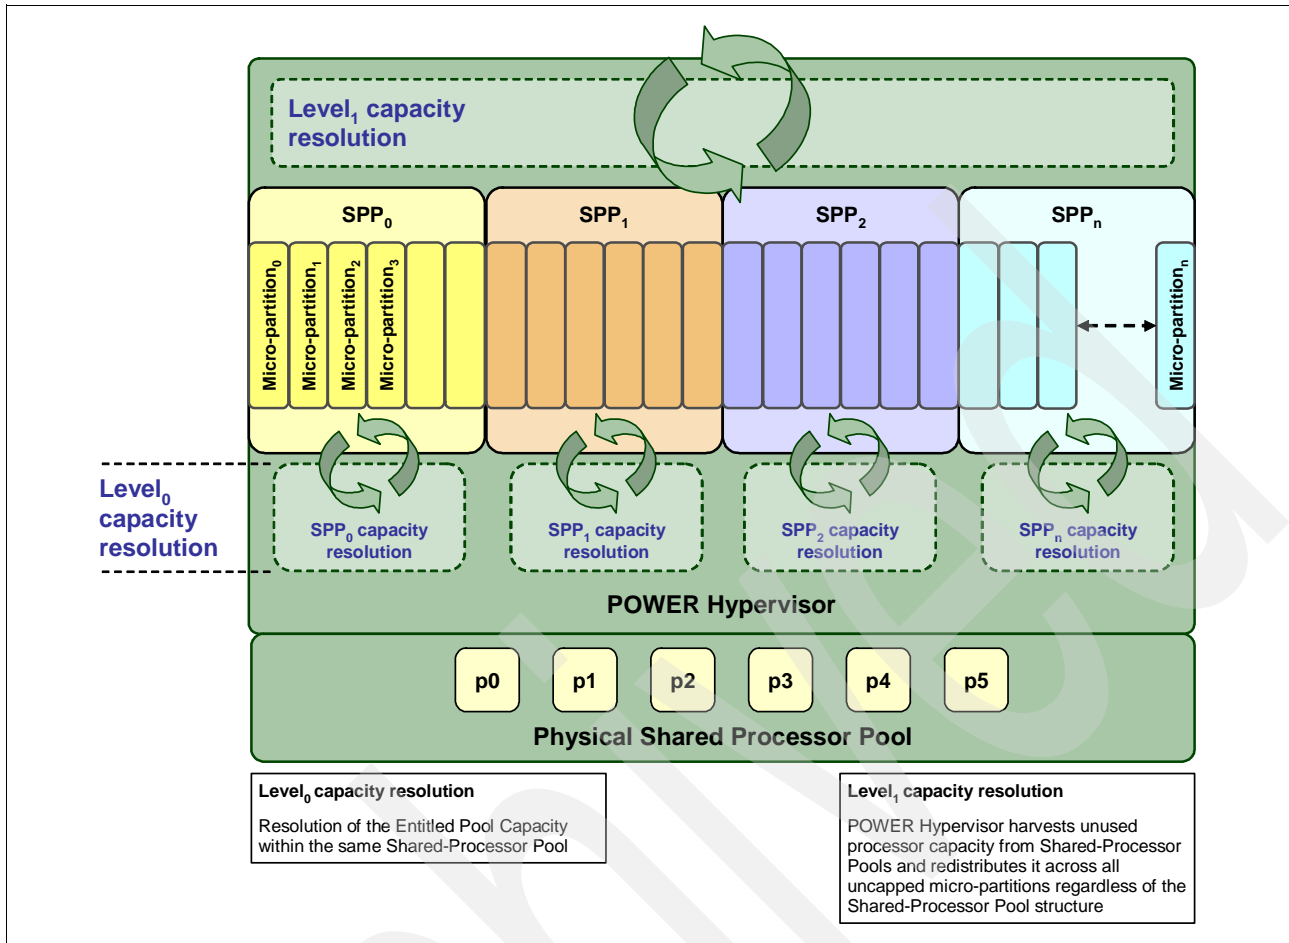 Level1 capacity
resolution
SPP0
SPP1
SPP2
SPPn
Micro-partition0
Micro-partition1
Micro-partition2
Micro-partition3
Micro-partitionn
Level0
capacity
resolution
SPP0 capacity
resolution
SPP1 capacity
resolution
SPP2 capacity
resolution
SPPn capacity
resolution
POWER Hypervisor
p0
p1
p2
p3
p4
p5
Physical Shared Processor Pool
Level0 capacity resolution
Resolution of the Entitled Pool Capacity
within the same Shared-Processor Pool
Level1 capacity resolution
POWER Hypervisor harvests unused
processor capacity from Shared-Processor
Pools and redistributes it across all
uncapped micro-partitions regardless of the
Shared-Processor Pool structure